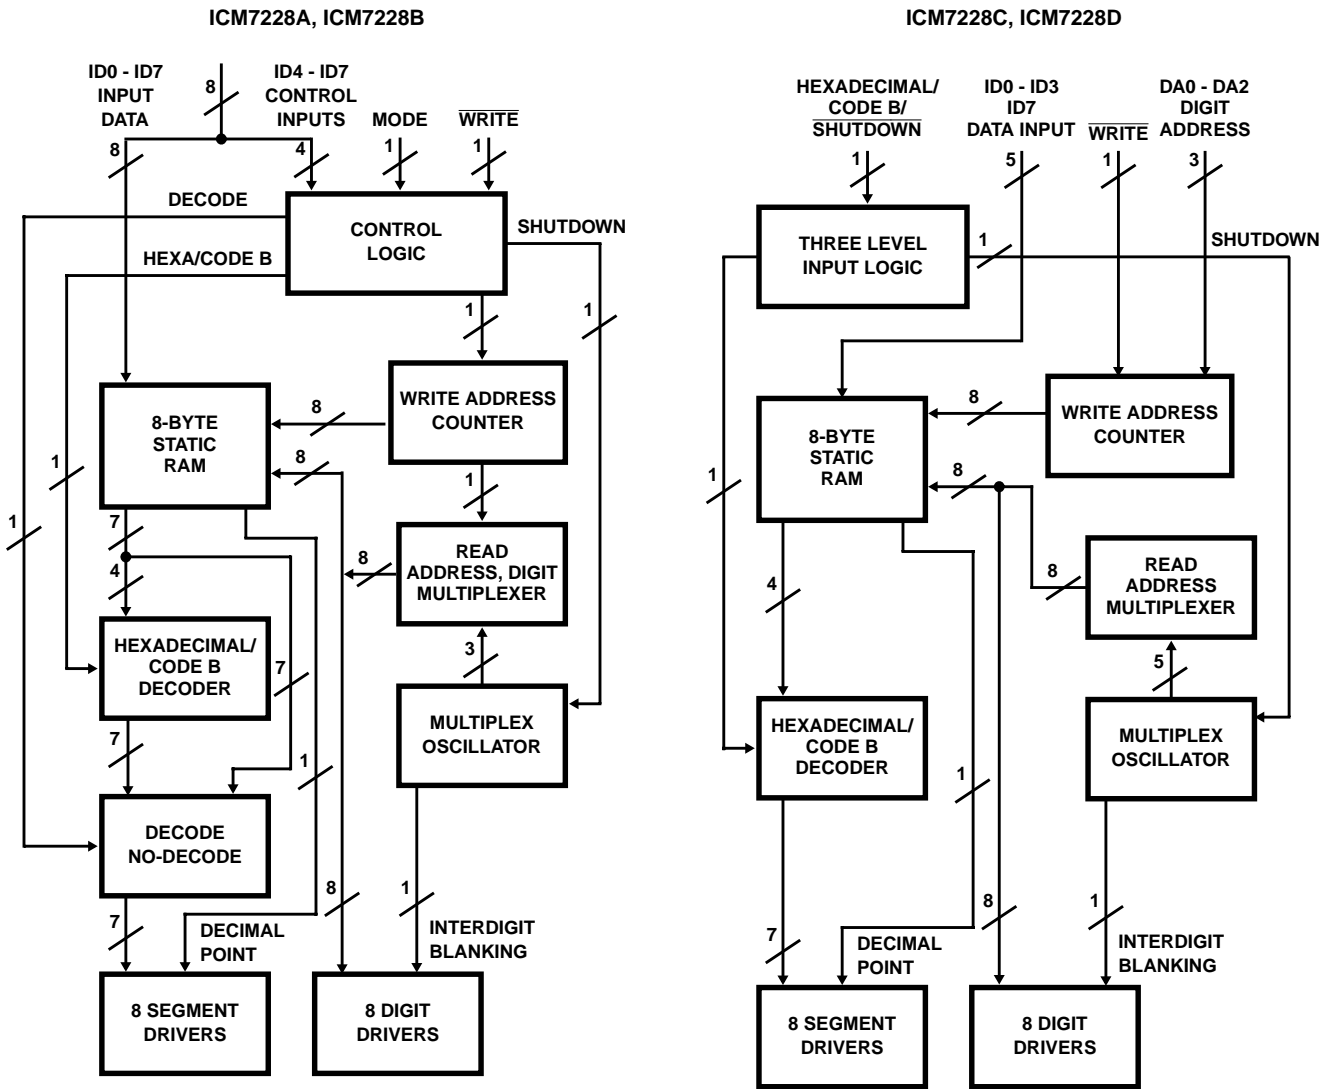 ICM7228A, ICM7228B
ID0 - ID7
INPUT
DATA
8
ID4 - ID7
CONTROL
INPUTS
MODE
WRITE
8
4
1
1
DECODE
HEXA/CODE B
CONTROL
LOGIC
SHUTDOWN
1
1
8-BYTE
STATIC
RAM
8
WRITE ADDRESS
COUNTER
8
1
1
1
7
4
8
READ
ADDRESS, DIGIT
MULTIPLEXER
HEXADECIMAL/
CODE B
DECODER
7
3
MULTIPLEX
OSCILLATOR
7
1
DECODE
NO-DECODE
8
1
7
DECIMAL
POINT
INTERDIGIT
BLANKING
8 SEGMENT
DRIVERS
8 DIGIT
DRIVERS
ICM7228C, ICM7228D
HEXADECIMAL/
CODE B/
SHUTDOWN
ID0 - ID3
ID7
DATA INPUT
WRITE
DA0 - DA2
DIGIT
ADDRESS
1
5
1
3
THREE LEVEL
INPUT LOGIC
1
SHUTDOWN
8-BYTE
STATIC
RAM
8
WRITE ADDRESS
COUNTER
1
8
4
8
READ
ADDRESS
MULTIPLEXER
5
HEXADECIMAL/
CODE B
DECODER
MULTIPLEX
OSCILLATOR
1
8
1
7
DECIMAL
POINT
INTERDIGIT
BLANKING
8 SEGMENT
DRIVERS
8 DIGIT
DRIVERS